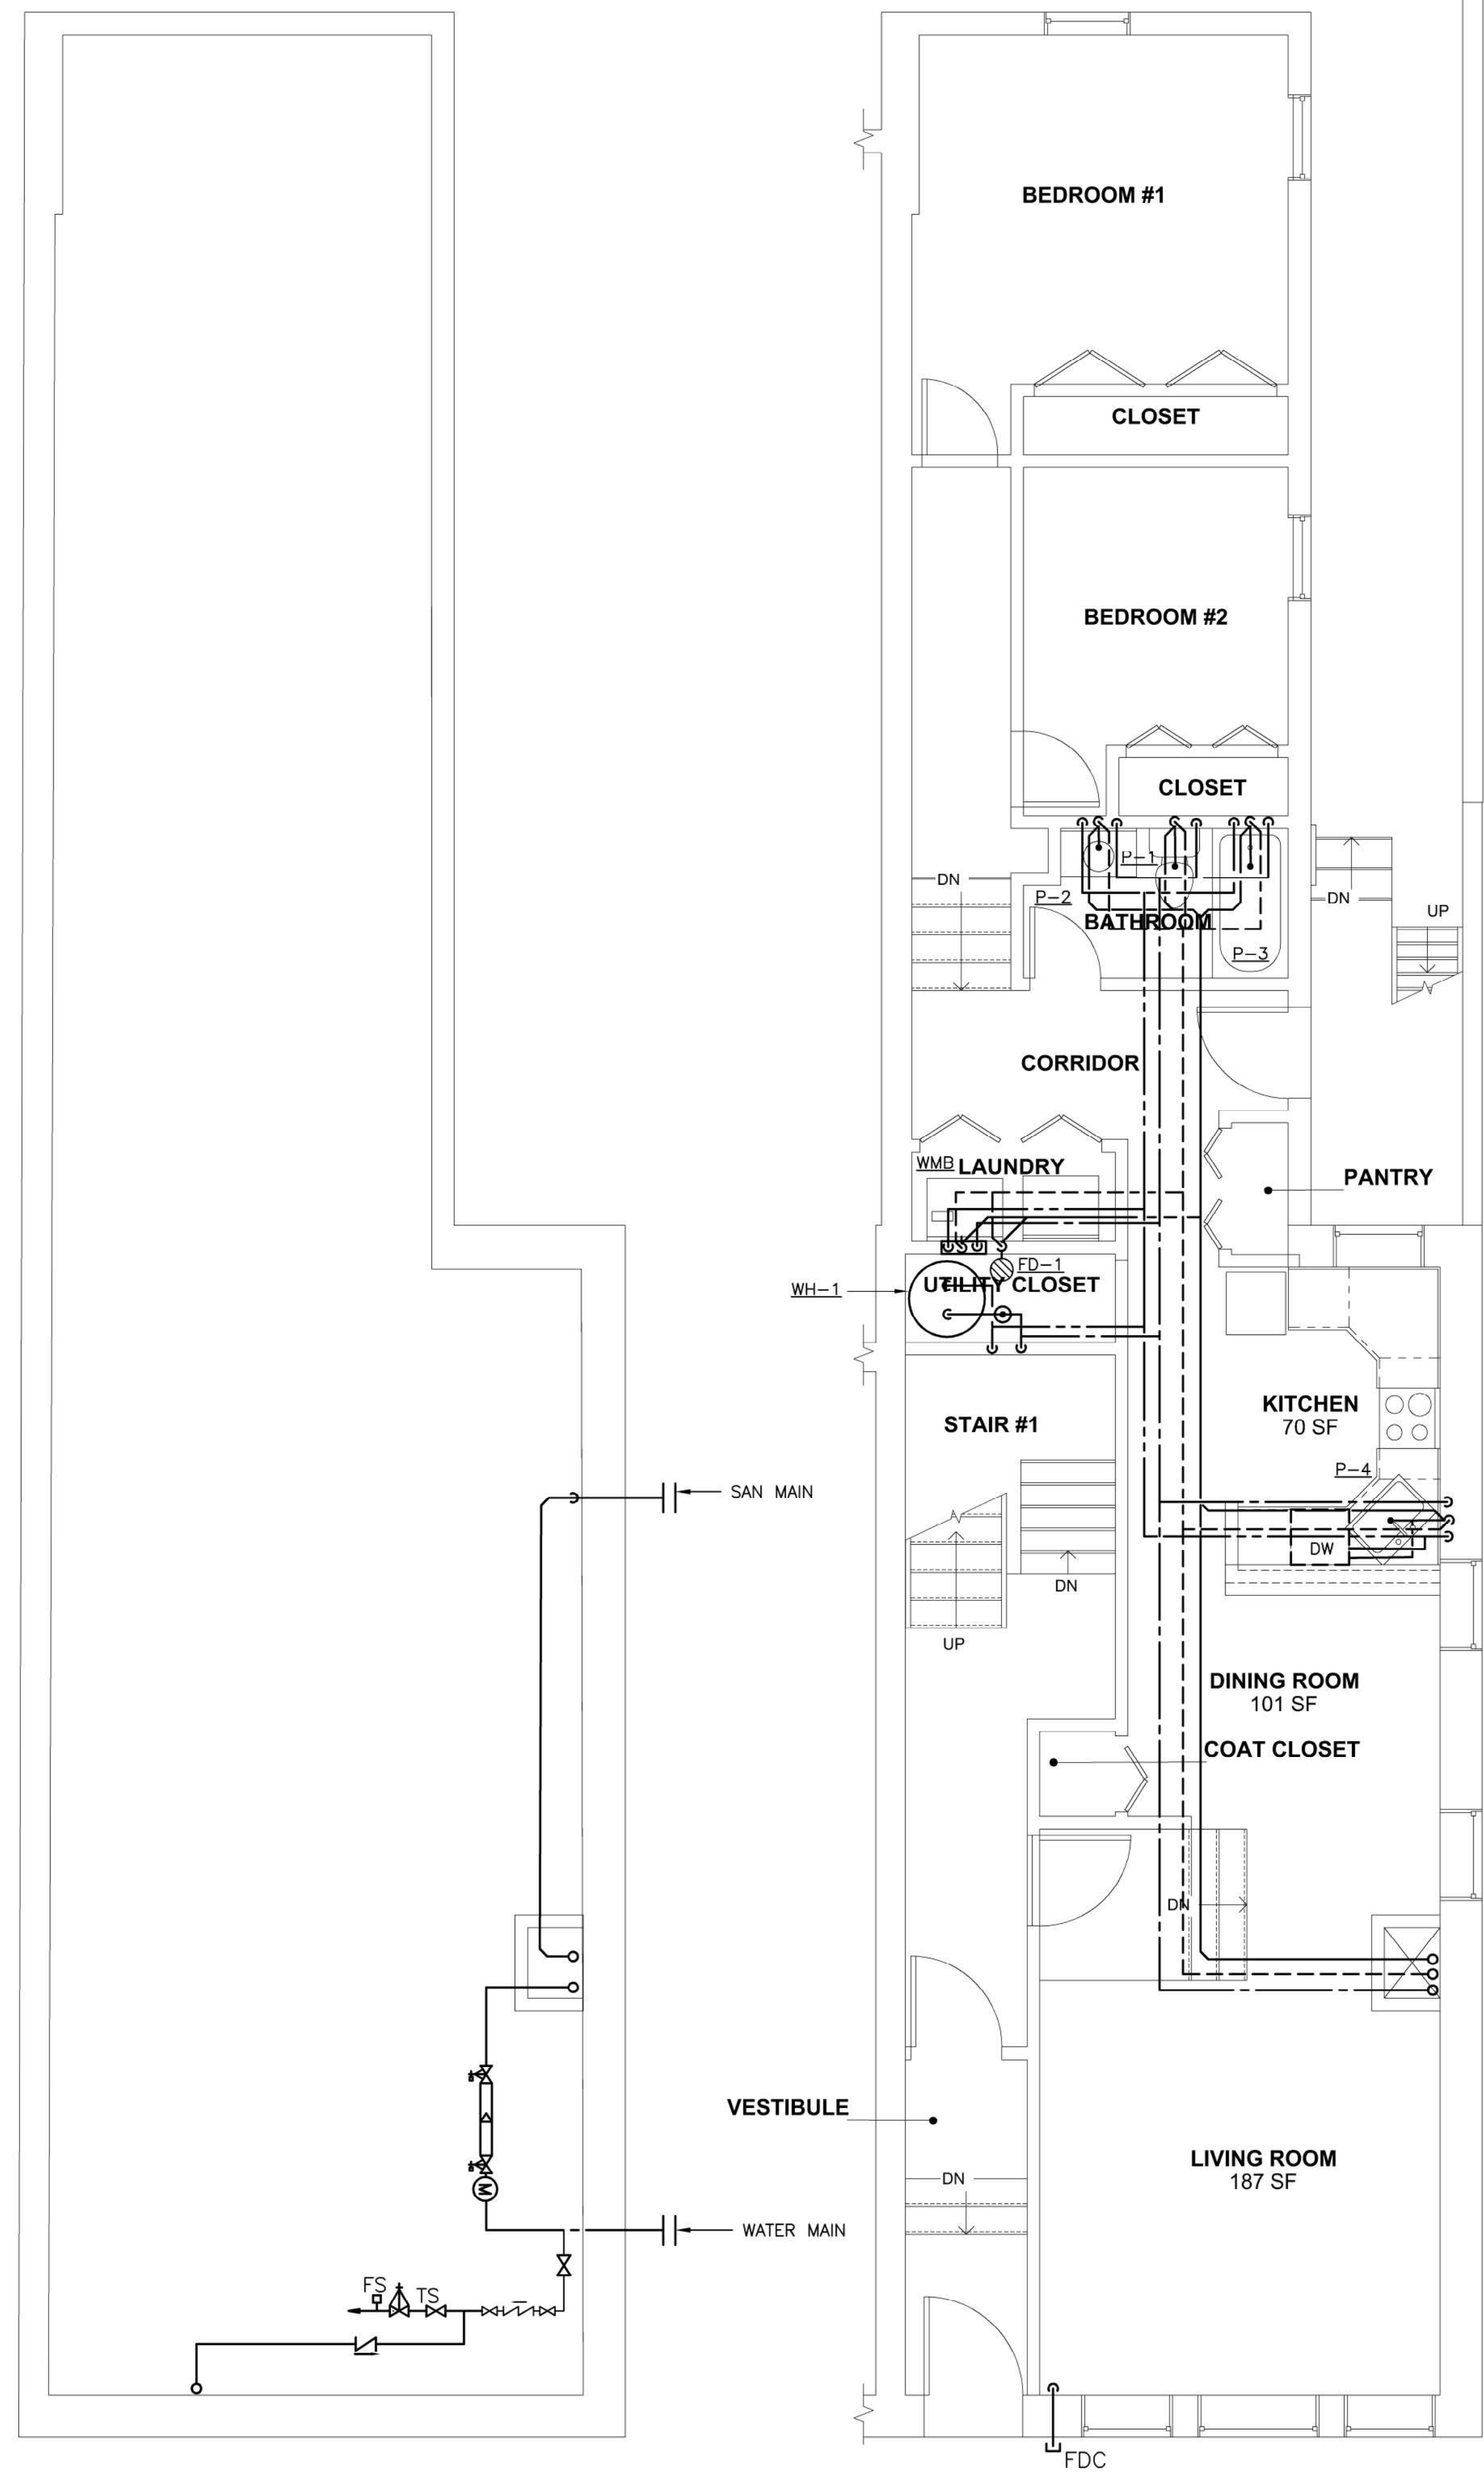 BEDROOM #1
CLOSET
BEDROOM #2
CLOSET
P-1
DN
P-2
DN
UP
BATHROOM
P-3
CORRIDOR
WMB
LAUNDRY
PANTRY
FD-1
UTILITY CLOSET
WH-1
KITCHEN
70 SF
STAIR #1
P-4
SAN MAIN
DW
DN
UP
DINING ROOM
101 SF
COAT CLOSET
DN
VESTIBULE
LIVING ROOM
187 SF
DN
M
WATER MAIN
FS
TS
FDC